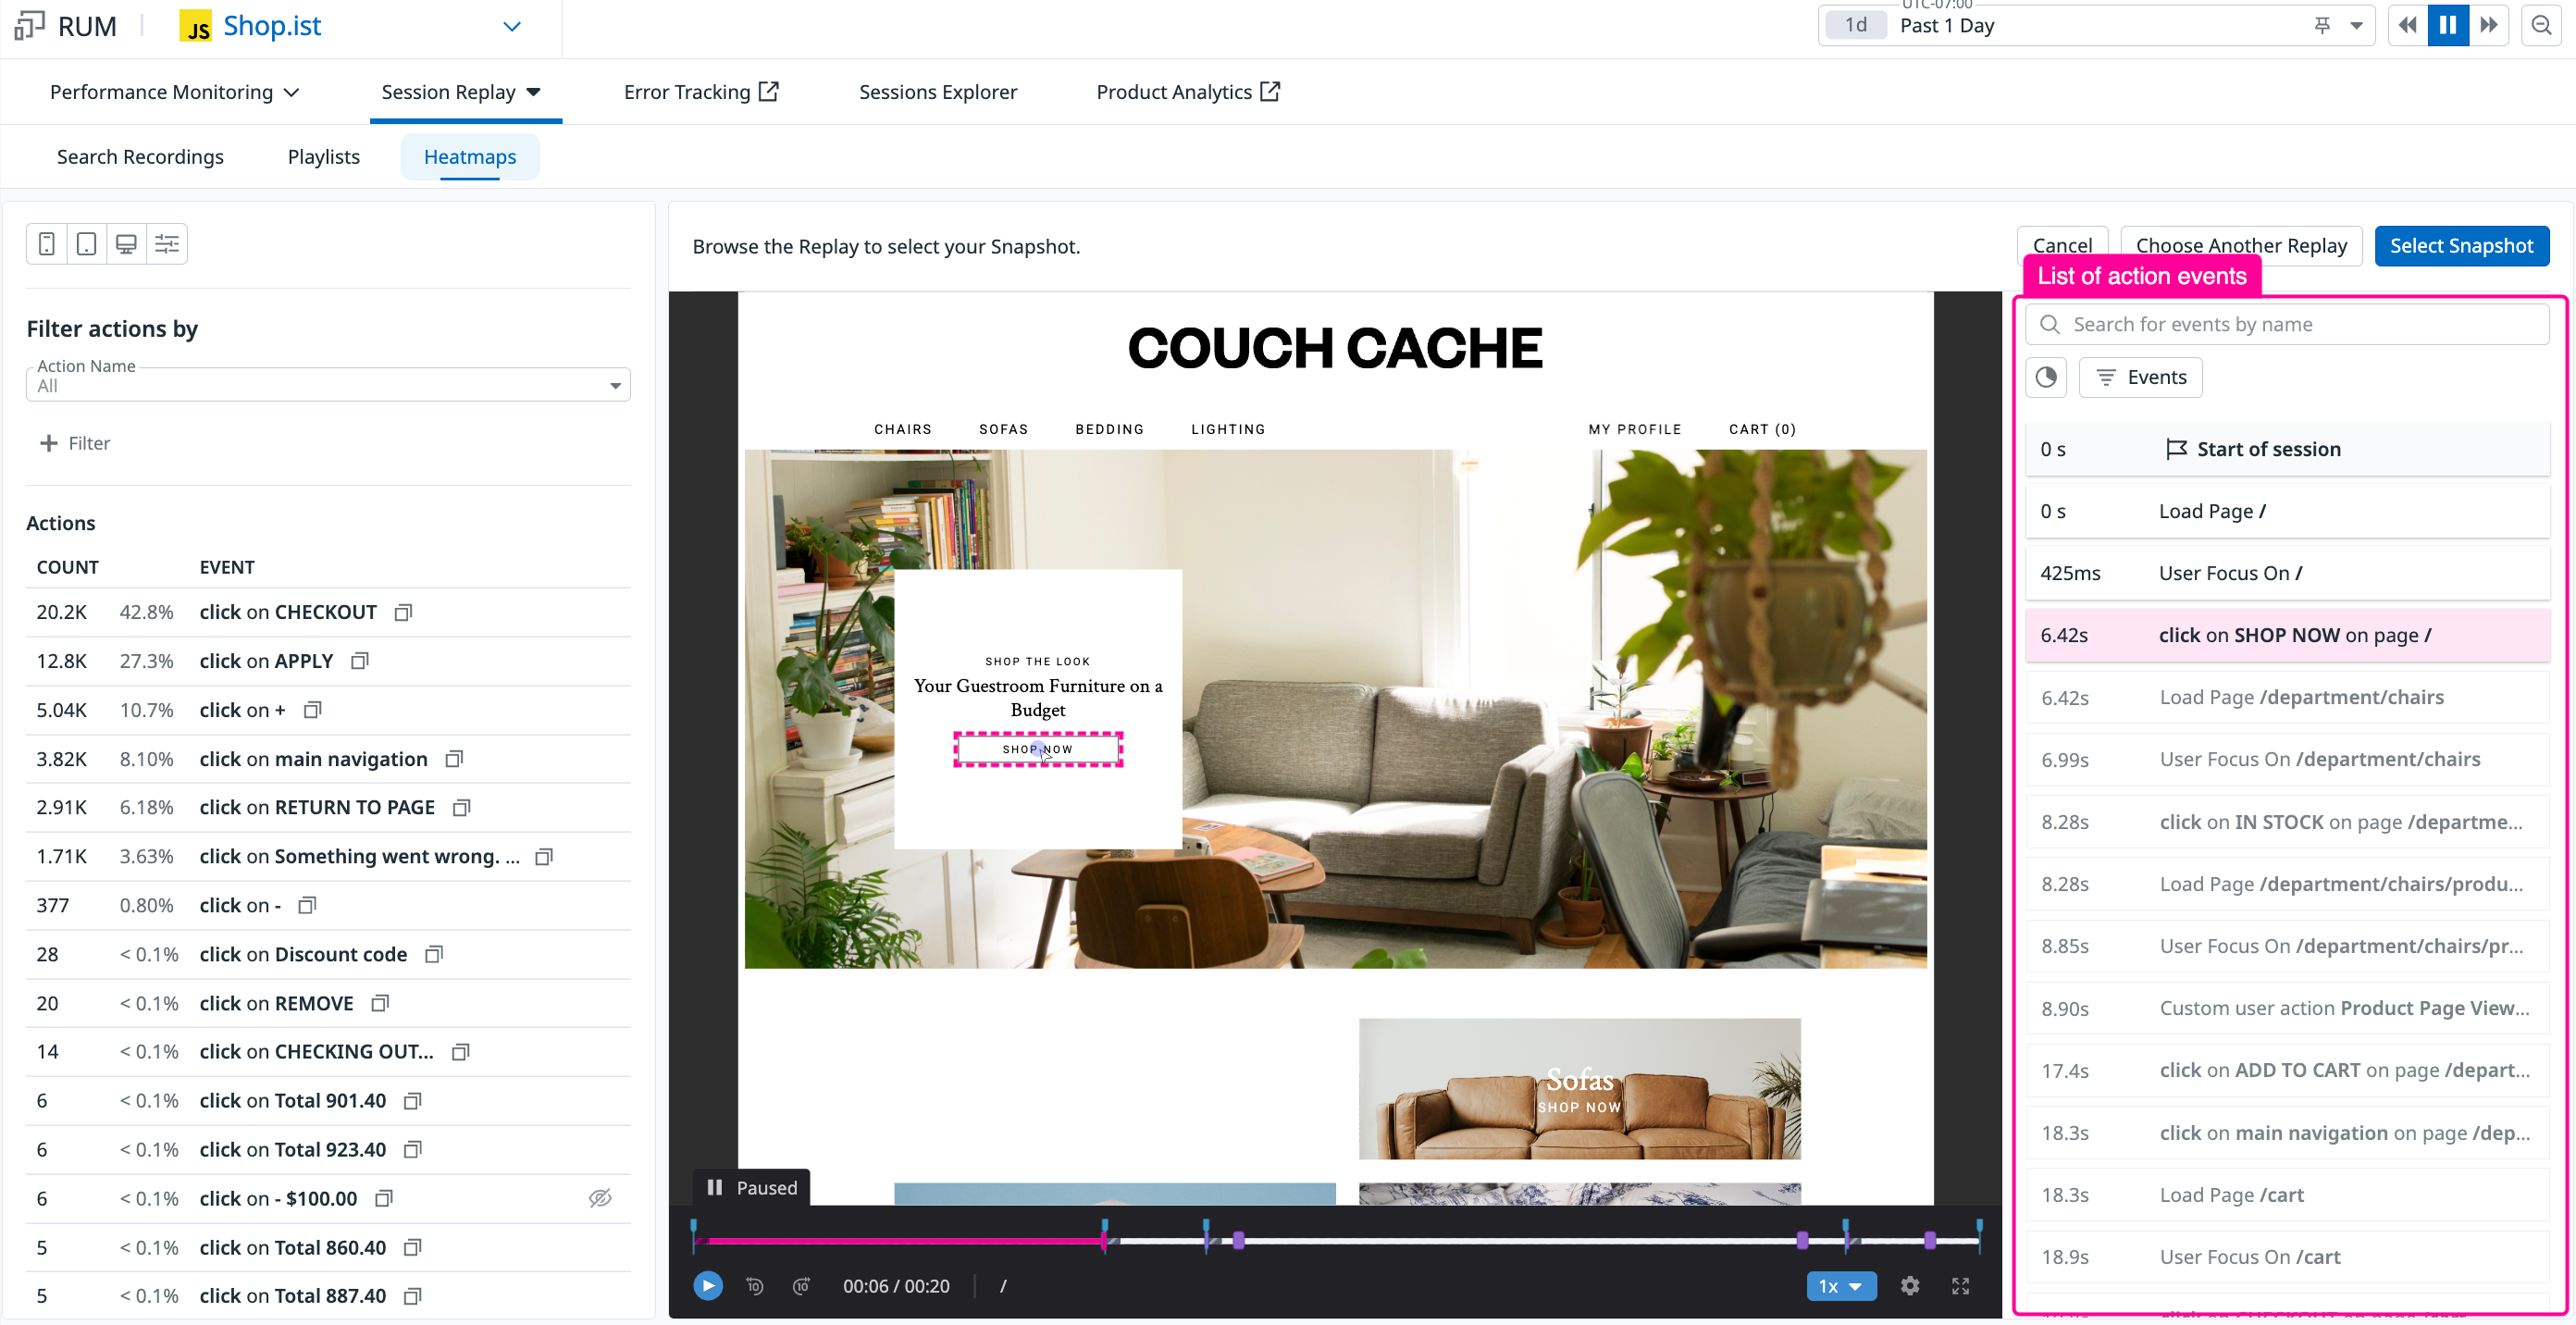 RUM
JS Shop.ist
UTC-07:00
1d Past 1 Day
Performance Monitoring
Session Replay
Error Tracking
Sessions Explorer
Product Analytics
Search Recordings
Playlists
Heatmaps
Filter actions by
Action Name
All
+ Filter
Actions
COUNT EVENT
20.2K 42.8% click on CHECKOUT
12.8K 27.3% click on APPLY
5.04K 10.7% click on +
3.82K 8.10% click on main navigation
2.91K 6.18% click on RETURN TO PAGE
1.71K 3.63% click on Something went wrong. ...
377 0.80% click on -
28 < 0.1% click on Discount code
20 < 0.1% click on REMOVE
14 < 0.1% click on CHECKING OUT...
6 < 0.1% click on Total 901.40
6 < 0.1% click on Total 923.40
6 < 0.1% click on - $100.00
5 < 0.1% click on Total 860.40
5 < 0.1% click on Total 887.40
Browse the Replay to select your Snapshot.
Cancel
Choose Another Replay
Select Snapshot
COUCH CACHE
CHAIRS SOFAS BEDDING LIGHTING MY PROFILE CART (0)
SHOP THE LOOK
Your Guestroom Furniture on a
Budget
SHOP NOW
Sofas
SHOP NOW
Paused
10 10 00:06 / 00:20 / 1x
List of action events
Search for events by name
Events
0 s Start of session
0 s Load Page /
425ms User Focus On /
6.42s click on SHOP NOW on page /
6.42s Load Page /department/chairs
6.99s User Focus On /department/chairs
8.28s click on IN STOCK on page /departme...
8.28s Load Page /department/chairs/produ...
8.85s User Focus On /department/chairs/pr...
8.90s Custom user action Product Page View...
17.4s click on ADD TO CART on page /depart...
18.3s click on main navigation on page /dep...
18.3s Load Page /cart
18.9s User Focus On /cart
click on CHECKOUT on page /cart